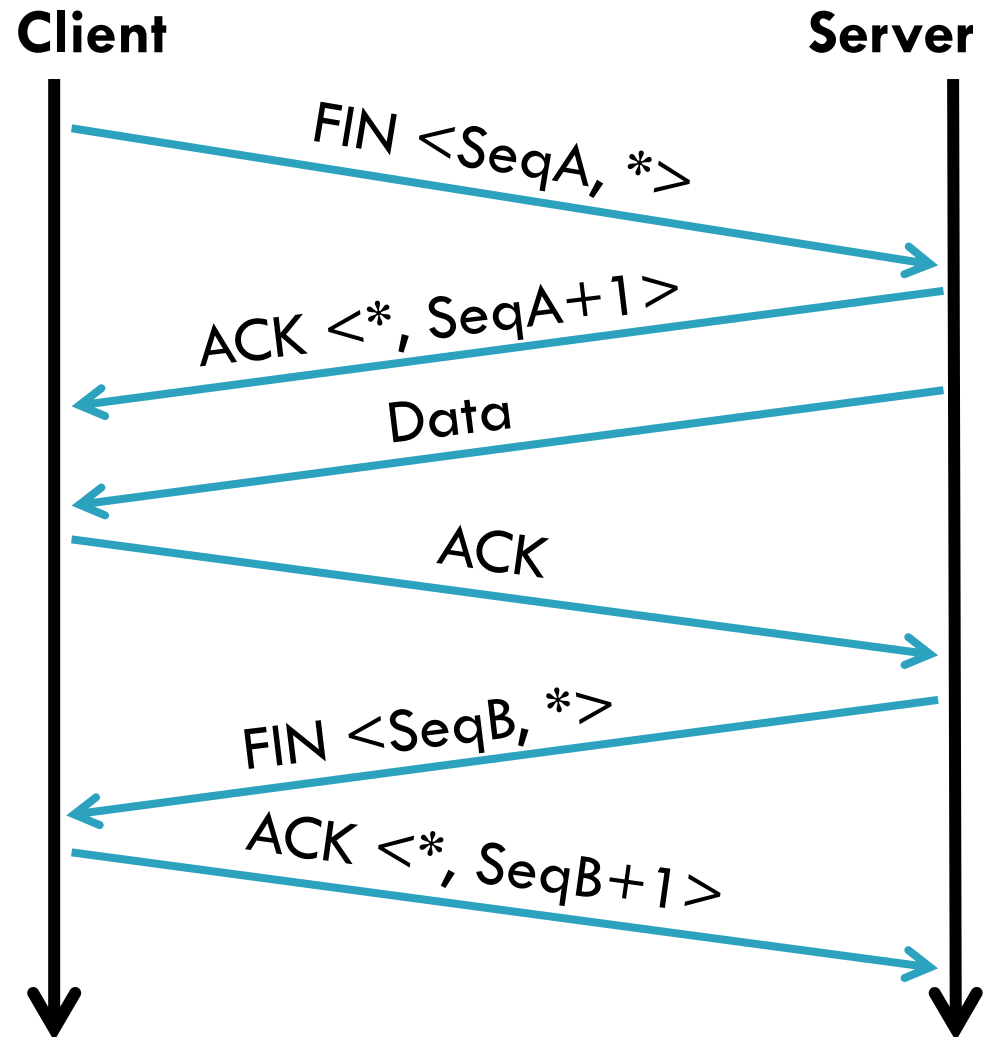 Client
Server
FIN <SeqA, *>
ACK <*, SeqA+1>
Data
ACK
FIN <SeqB, *>
ACK <*, SeqB+1>